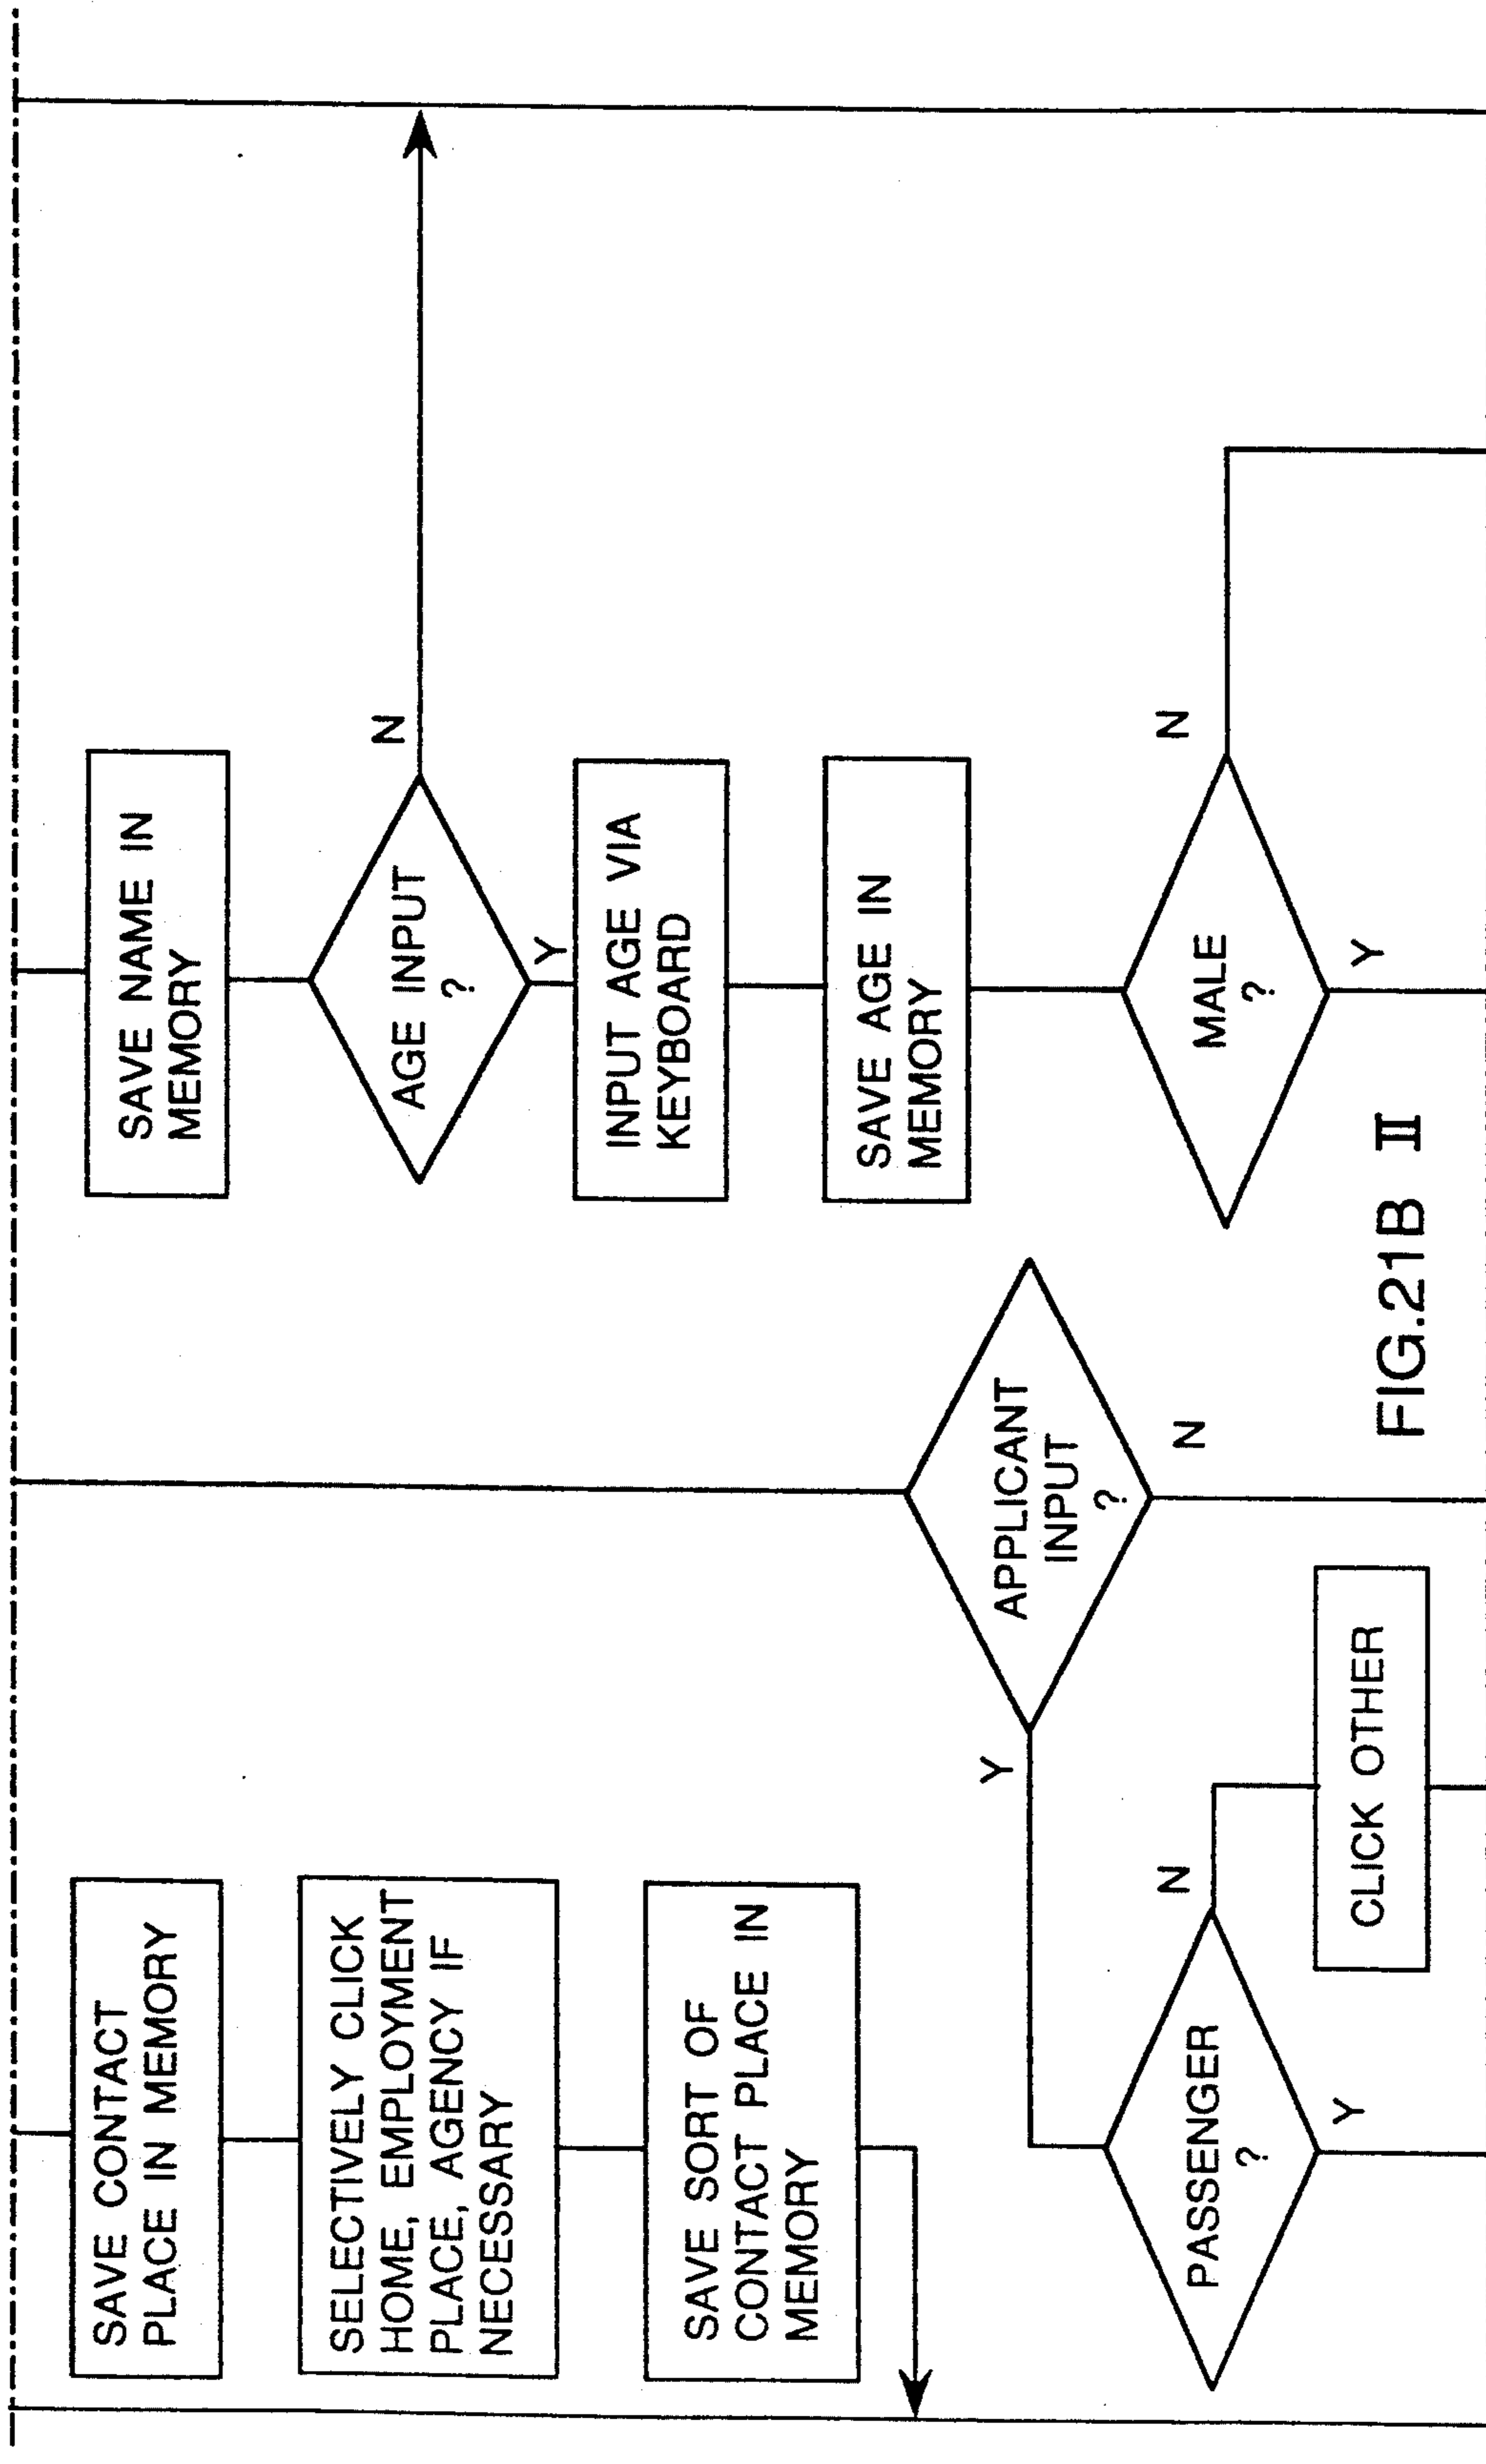 SAVE CONTACT
PLACE IN MEMORY
SELECTIVELY CLICK
HOME, EMPLOYMENT
PLACE, AGENCY IF
NECESSARY
SAVE SORT OF
CONTACT PLACE IN
MEMORY
APPLICANT
INPUT
?
Y
N
PASSENGER
?
N
Y
CLICK OTHER
SAVE NAME IN
MEMORY
AGE INPUT
?
N
Y
INPUT AGE VIA
KEYBOARD
SAVE AGE IN
MEMORY
MALE
?
N
Y
FIG.21B II